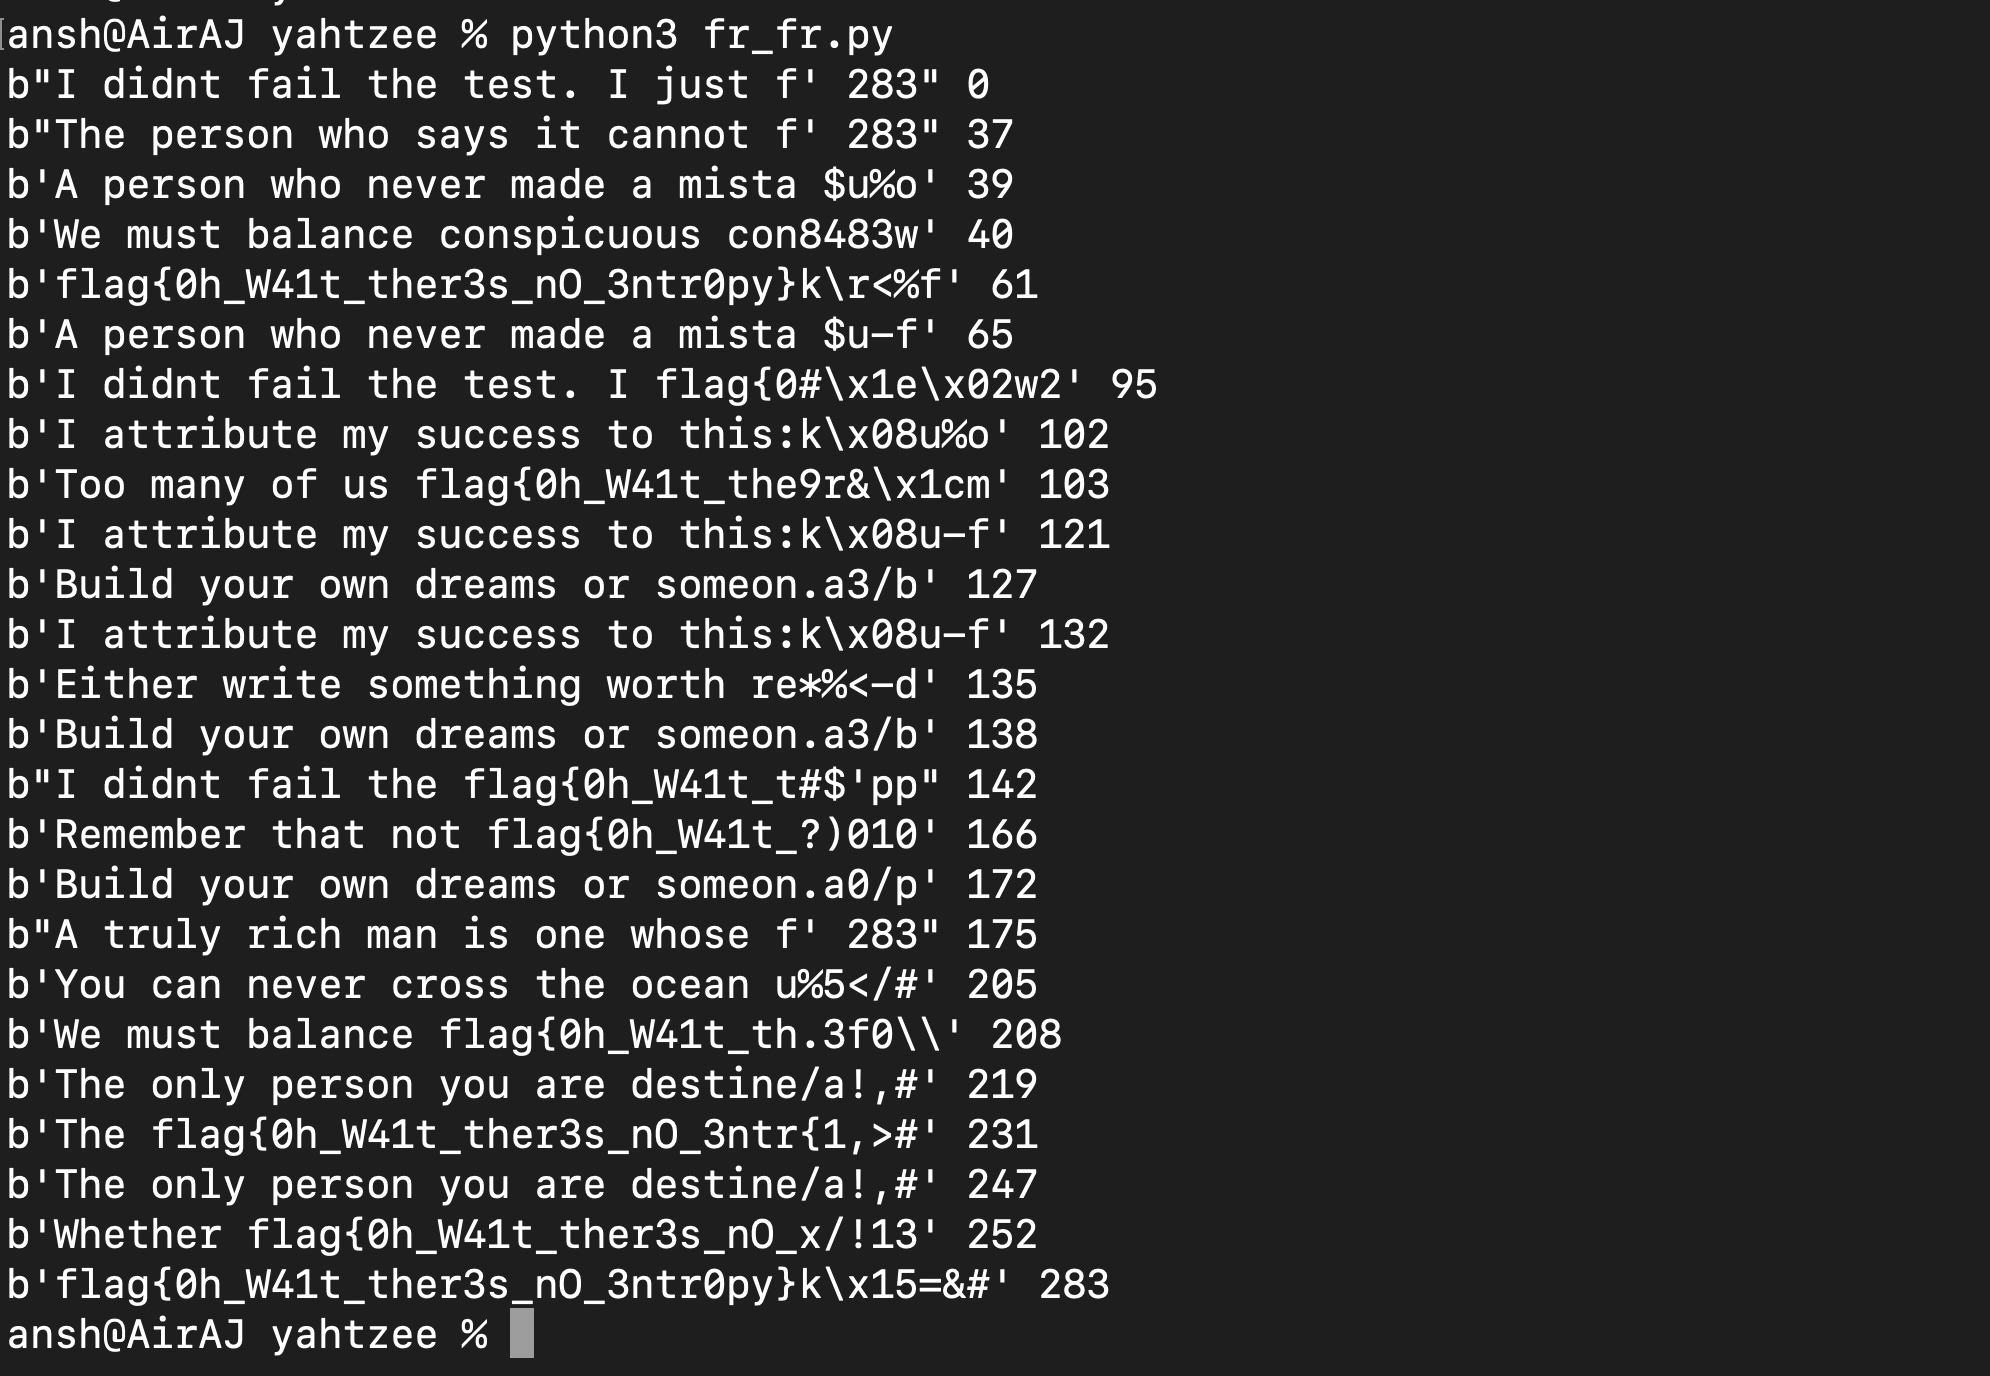 ansh@AirAJ yahtzee % python3 fr_fr.py
b"I didnt fail the test. I just f' 283" 0
b"The person who says it cannot f' 283" 37
b'A person who never made a mista $u%o' 39
b'We must balance conspicuous con8483w' 40
b'flag{0h_W41t_ther3s_nO_3ntr0py}k\r<%f' 61
b'A person who never made a mista $u-f' 65
b'I didnt fail the test. I flag{0#\x1e\x02w2' 95
b'I attribute my success to this:k\x08u%o' 102
b'Too many of us flag{0h_W41t_the9r&\x1cm' 103
b'I attribute my success to this:k\x08u-f' 121
b'Build your own dreams or someon.a3/b' 127
b'I attribute my success to this:k\x08u-f' 132
b'Either write something worth re*%<-d' 135
b'Build your own dreams or someon.a3/b' 138
b"I didnt fail the flag{0h_W41t_t#$'pp" 142
b'Remember that not flag{0h_W41t_?)010' 166
b'Build your own dreams or someon.a0/p' 172
b"A truly rich man is one whose f' 283" 175
b'You can never cross the ocean u%5</#' 205
b'We must balance flag{0h_W41t_th.3f0\\' 208
b'The only person you are destine/a!,#' 219
b'The flag{0h_W41t_ther3s_nO_3ntr{1,>#' 231
b'The only person you are destine/a!,#' 247
b'Whether flag{0h_W41t_ther3s_nO_x/!13' 252
b'flag{0h_W41t_ther3s_nO_3ntr0py}k\x15=&#' 283
ansh@AirAJ yahtzee %